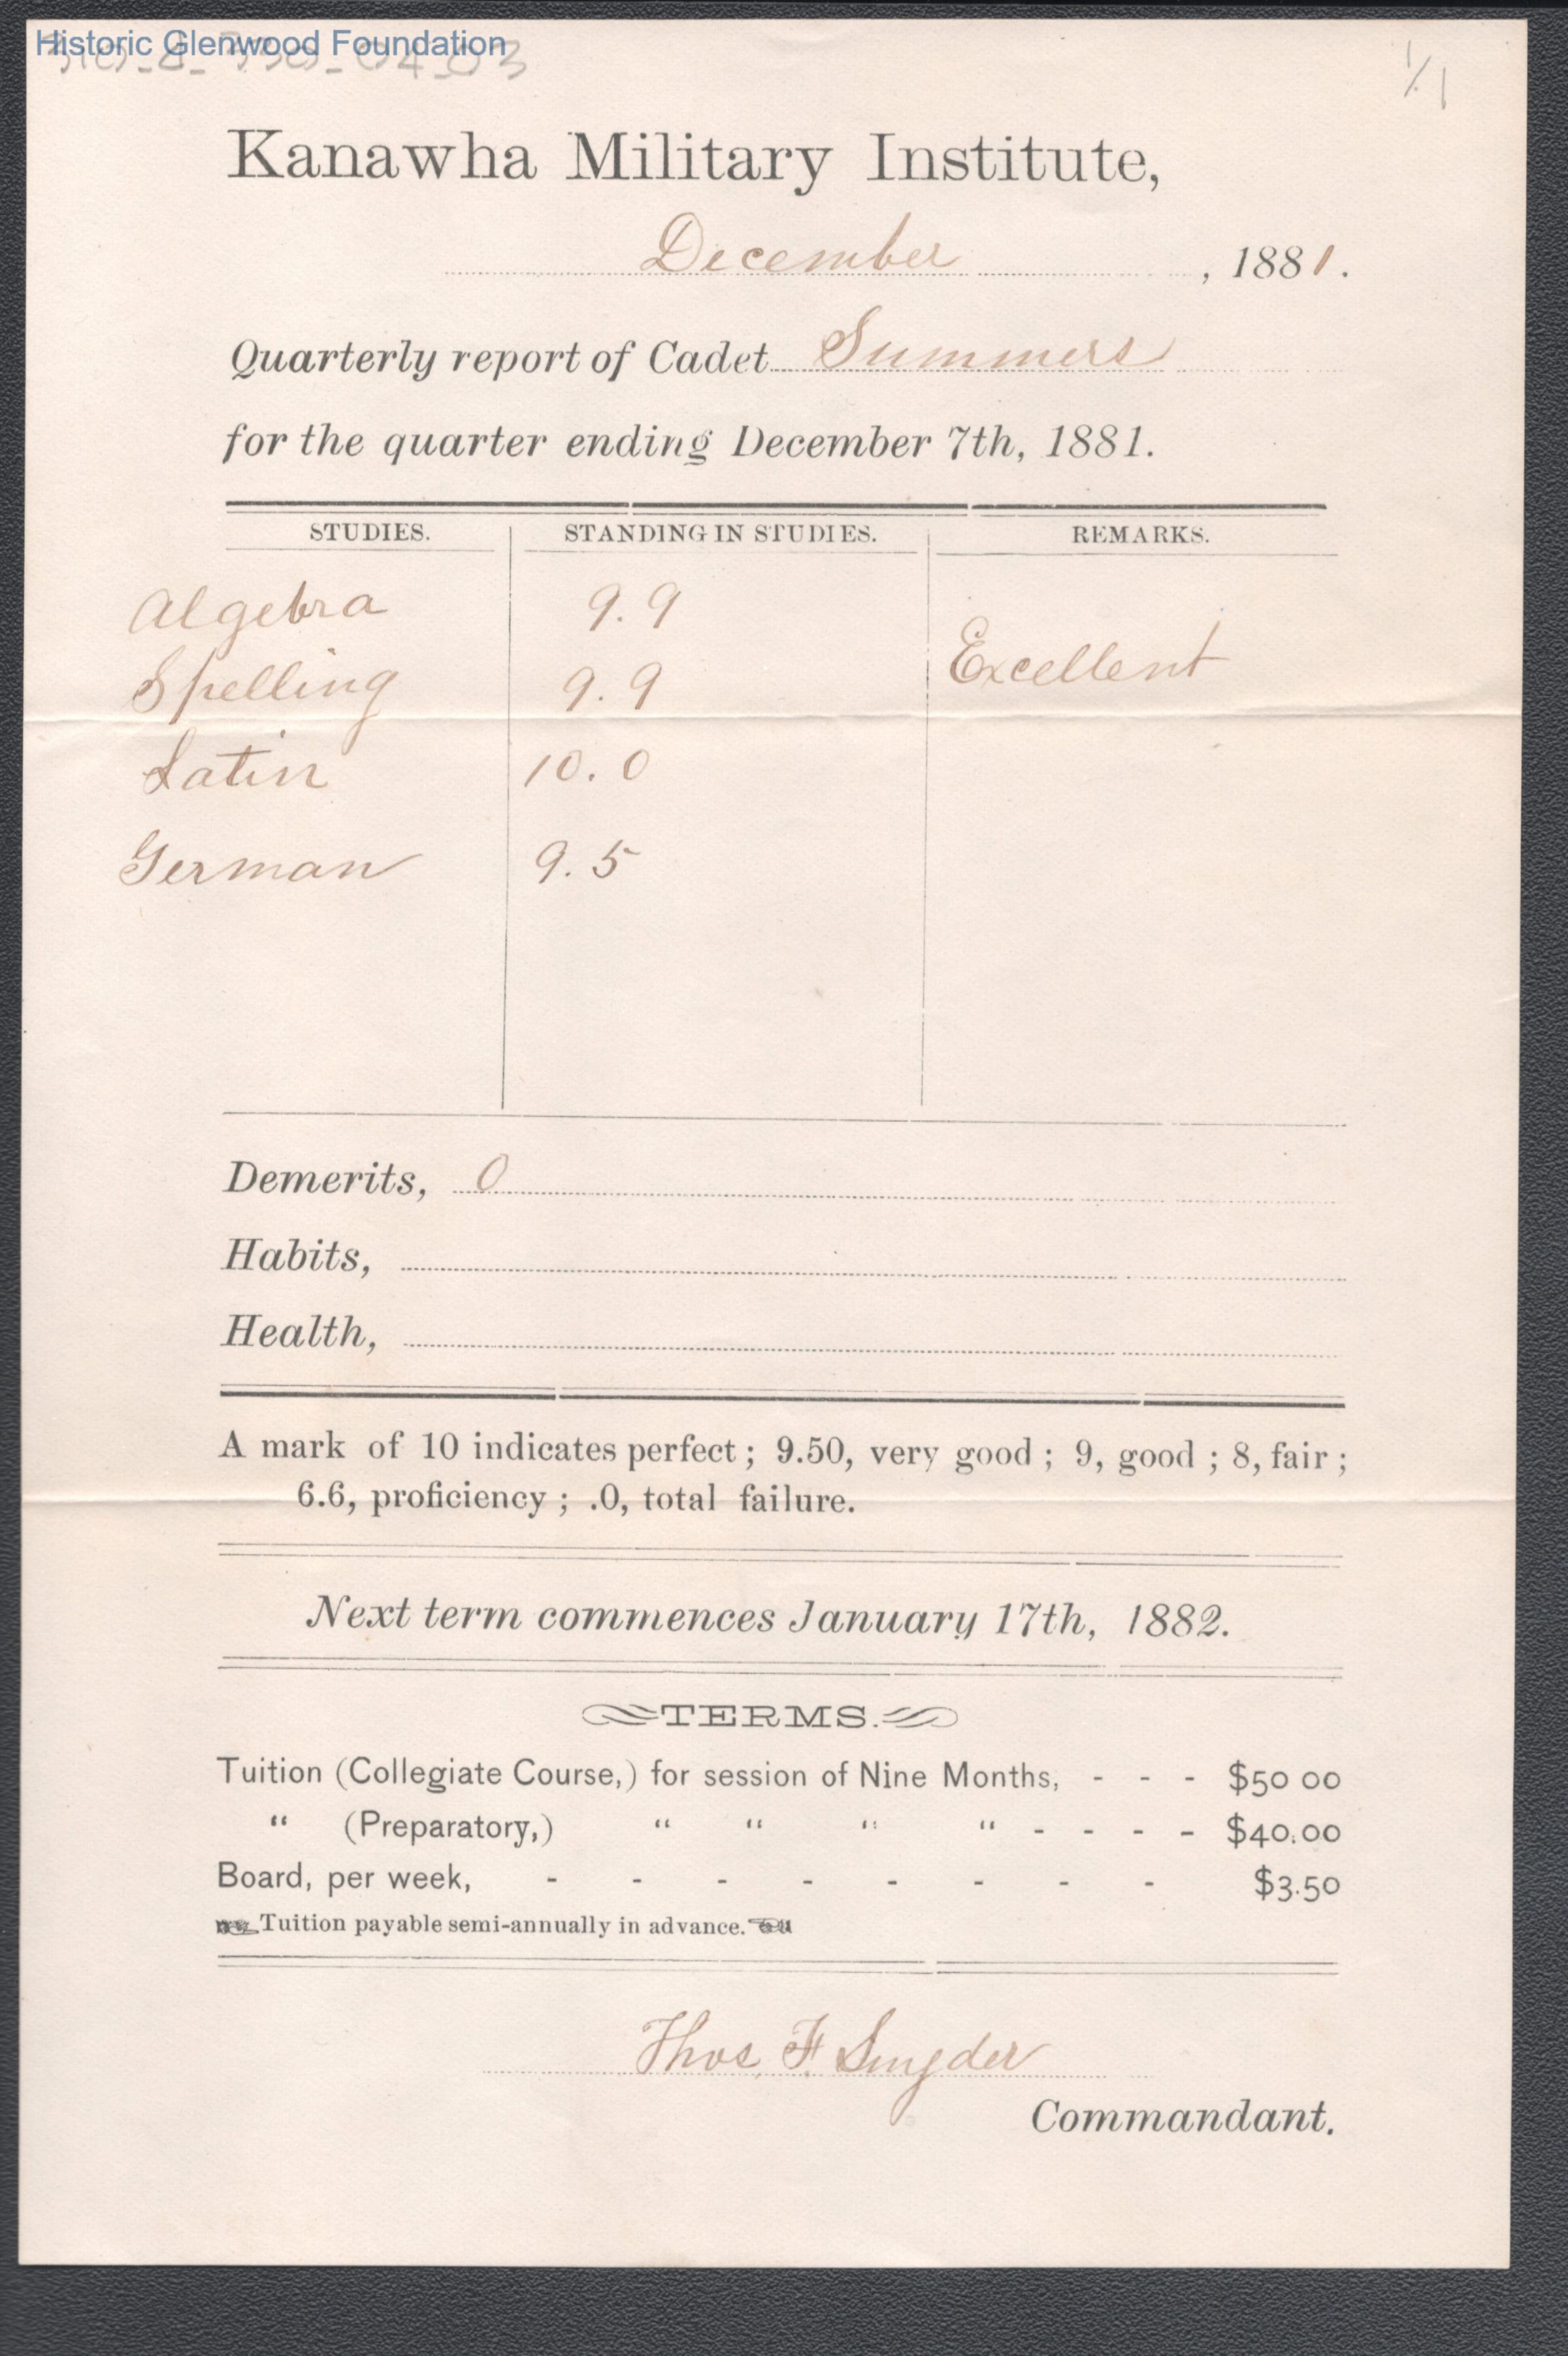 Historic Glenwood Foundation
1/1
Kanawha Military Institute,
December , 1881.
Quarterly report of Cadet Summers
for the quarter ending December 7th, 1881.
STUDIES. STANDING IN STUDIES. REMARKS.
Algebra 9.9
Excellent
Spelling 9.9
Latin 10.0
German 9.5
Demerits, 0
Habits,
Health,
A mark of 10 indicates perfect; 9.50, very good; 9, good; 8, fair;
6.6, proficiency; .0, total failure.
Next term commences January 17th, 1882.
TERMS.
Tuition (Collegiate Course,) for session of Nine Months, - - - $50 00
" (Preparatory,) " " " " - - - - $40.00
Board, per week, - - - - - - - - $3.50
Tuition payable semi-annually in advance.
Thos. F. Snyder
Commandant.